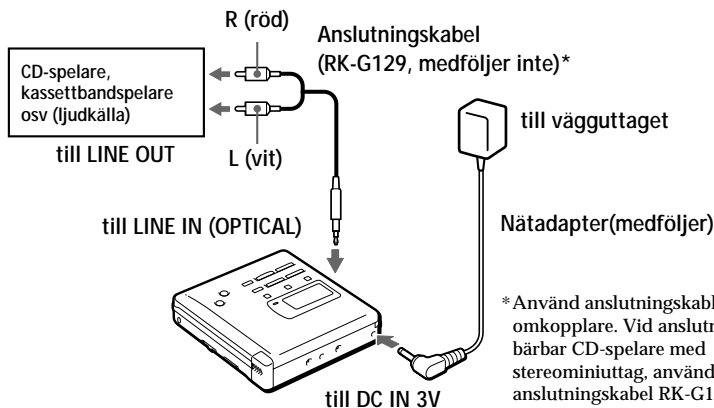 R (röd)
Anslutningskabel
(RK-G129, medföljer inte)*
CD-spelare,
kassettbandspelare
osv (ljudkälla)
till LINE OUT
L (vit)
till vägguttaget
till LINE IN (OPTICAL)
Nätadapter(medföljer)
*Använd anslutningskabl
omkopplare. Vid anslutn
bärbar CD-spelare med
stereominiuttag, använd
anslutningskabel RK-G1
till DC IN 3V